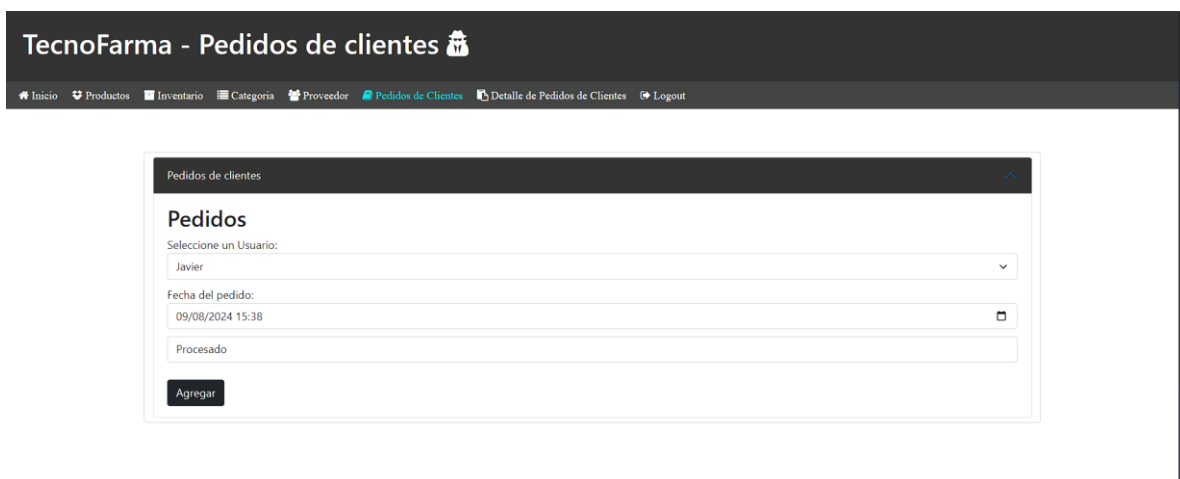 TecnoFarma - Pedidos de clientes
Inicio Productos Inventario Categoria Proveedor Pedidos de Clientes Detalle de Pedidos de Clientes Logout
Pedidos de clientes
Pedidos
Seleccione un Usuario:
Javier
Fecha del pedido:
09/08/2024 15:38
Procesado
Agregar